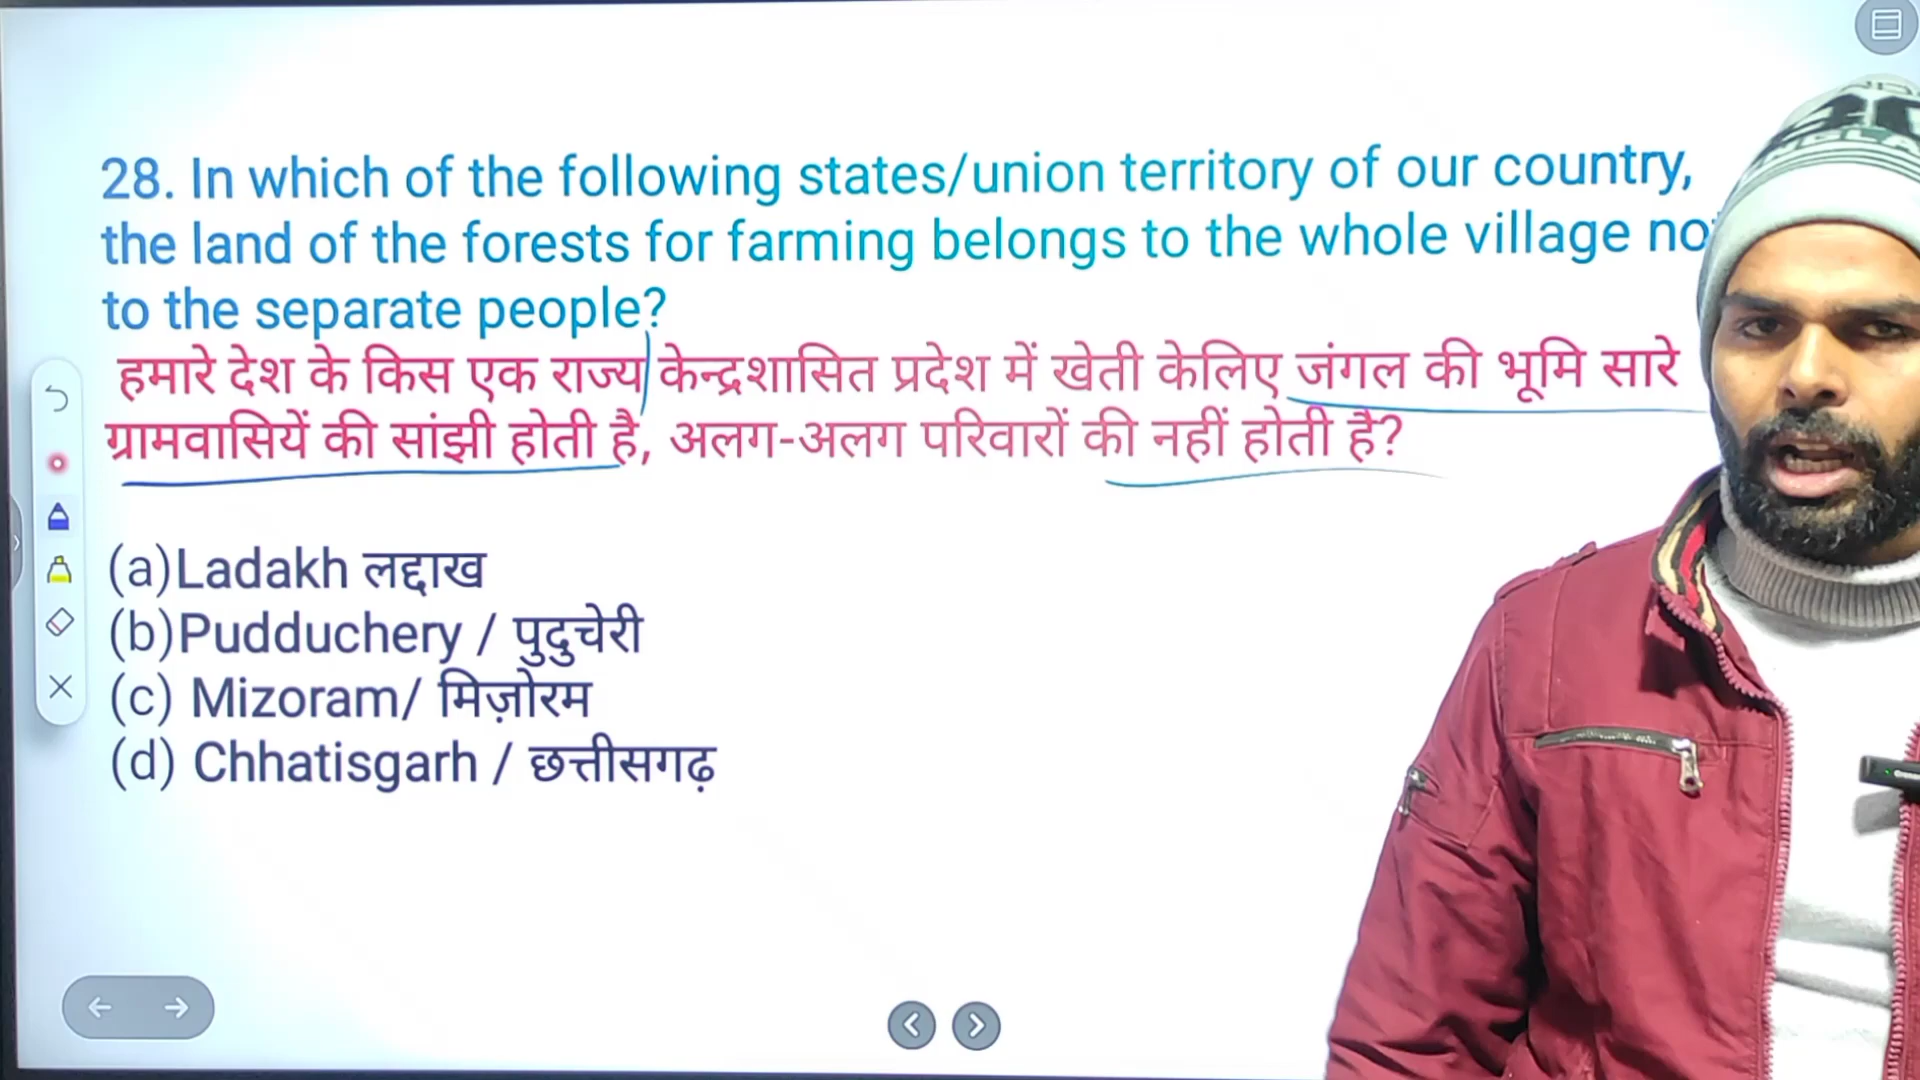 28. In which of the following states/union territory of our country,
the land of the forests for farming belongs to the whole village
to the separate people?
हमारे देश के किस एक राज्य केन्द्रशासित प्रदेश में खेती केलिए जंगल की भूमि सारे
ग्रामवासियें की सांझी होती है, अलग-अलग परिवारों की नहीं होती है?
(a)Ladakh लद्दाख
(b)Pudduchery / पुदुचेरी
(c) Mizoram/ मिज़ोरम
(d) Chhatisgarh / छत्तीसगढ़